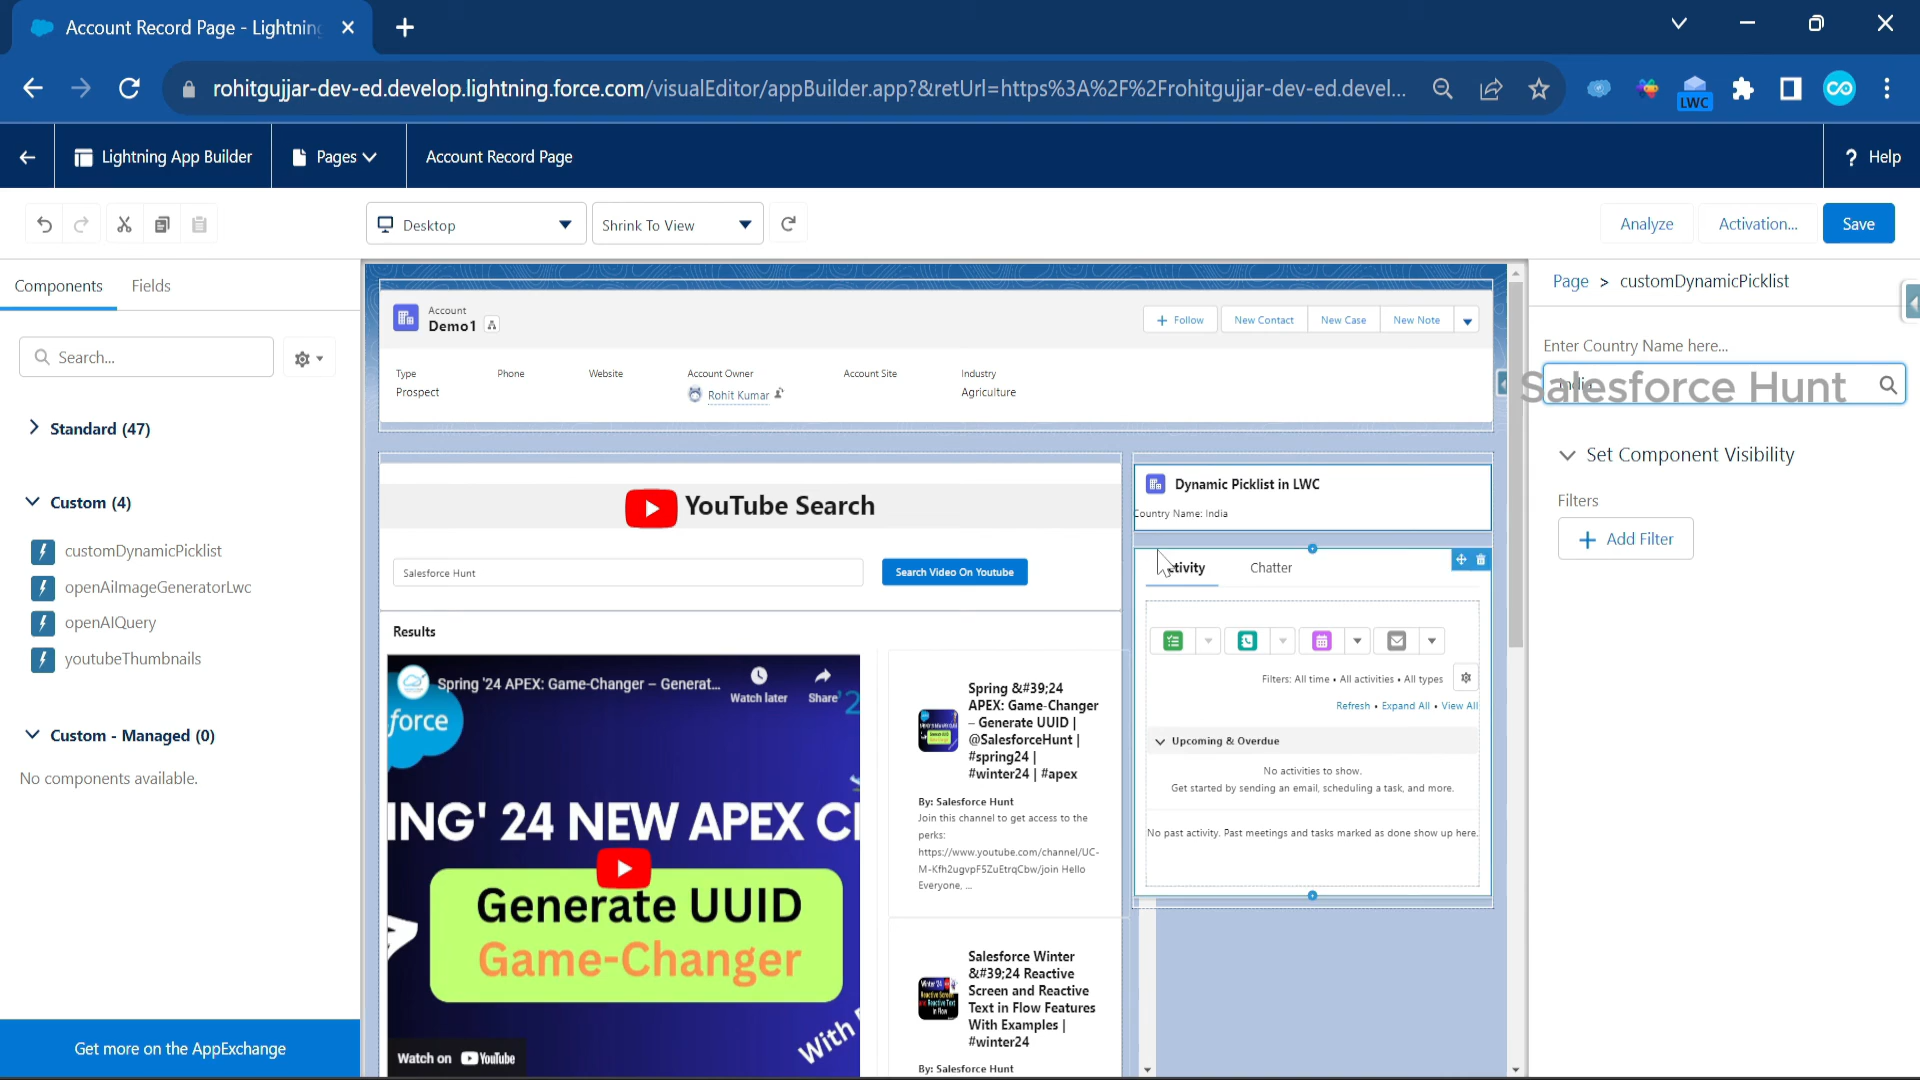 Account Record Page - Lightning
rohitgujjar-dev-ed.develop.lightning.force.com/visualEditor/appBuilder.app?&retUrl=https%3A%2F%2Frohitgujjar-dev-ed.devel...
LWC
Lightning App Builder
Pages
Account Record Page
? Help
Desktop
Shrink To View
Analyze
Activation...
Save
Components
Fields
Search...
Standard (47)
Custom (4)
customDynamicPicklist
openAiImageGeneratorLwc
openAIQuery
youtubeThumbnails
Custom - Managed (0)
No components available.
Get more on the AppExchange
Account
Demo1
Follow
New Contact
New Case
New Note
Type
Phone
Website
Account Owner
Account Site
Industry
Prospect
Rohit Kumar
Agriculture
YouTube Search
Salesforce Hunt
Search Video On Youtube
Results
Spring '24 APEX: Game-Changer – Generat...
Watch later
Share
force
ING' 24 NEW APEX Cl
Generate UUID
Game-Changer
With
Watch on YouTube
Spring &#39;24
APEX: Game-Changer
– Generate UUID |
@SalesforceHunt |
#spring24 |
#winter24 | #apex
By: Salesforce Hunt
Join this channel to get access to the
perks:
https://www.youtube.com/channel/UC-
M-Kfh2ugvpF5ZuEtrqCbw/join Hello
Everyone, ...
Salesforce Winter
&#39;24 Reactive
Screen and Reactive
Text in Flow Features
With Examples |
#winter24
By: Salesforce Hunt
Dynamic Picklist in LWC
Country Name: India
Activity
Chatter
Filters: All time • All activities • All types
Refresh • Expand All • View All
Upcoming & Overdue
No activities to show.
Get started by sending an email, scheduling a task, and more.
No past activity. Past meetings and tasks marked as done show up here.
Page > customDynamicPicklist
Enter Country Name here...
India
Salesforce Hunt
Set Component Visibility
Filters
Add Filter